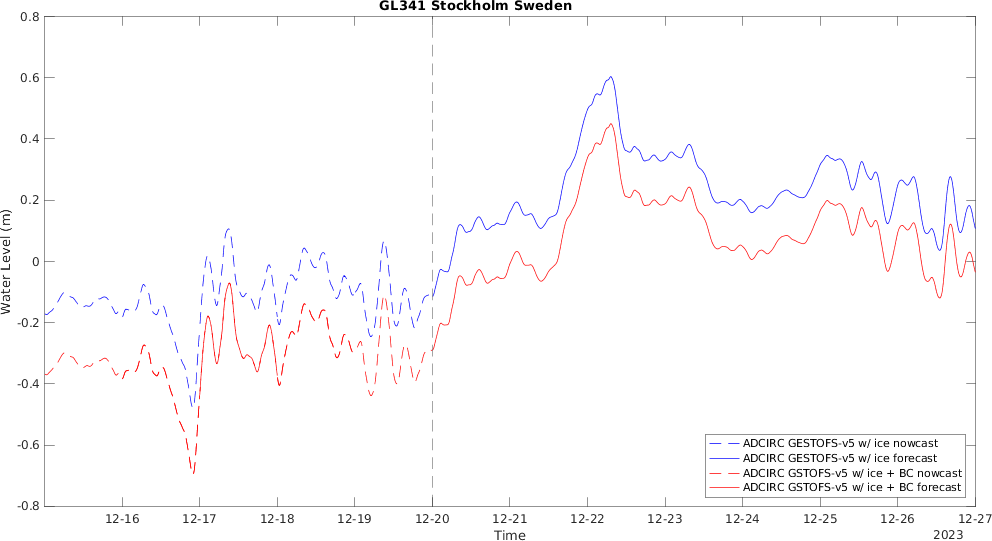 GL341 Stockholm Sweden
Water Level (m)
0.8
0.6
0.4
0.2
0
-0.2
-0.4
-0.6
-0.8
ADCIRC GESTOFS-v5 w/ ice nowcast
ADCIRC GESTOFS-v5 w/ ice forecast
ADCIRC GSTOFS-v5 w/ ice + BC nowcast
ADCIRC GSTOFS-v5 w/ ice + BC forecast
12-16 12-17 12-18 12-19 12-20 12-21 12-22 12-23 12-24 12-25 12-26 12-27
Time
2023